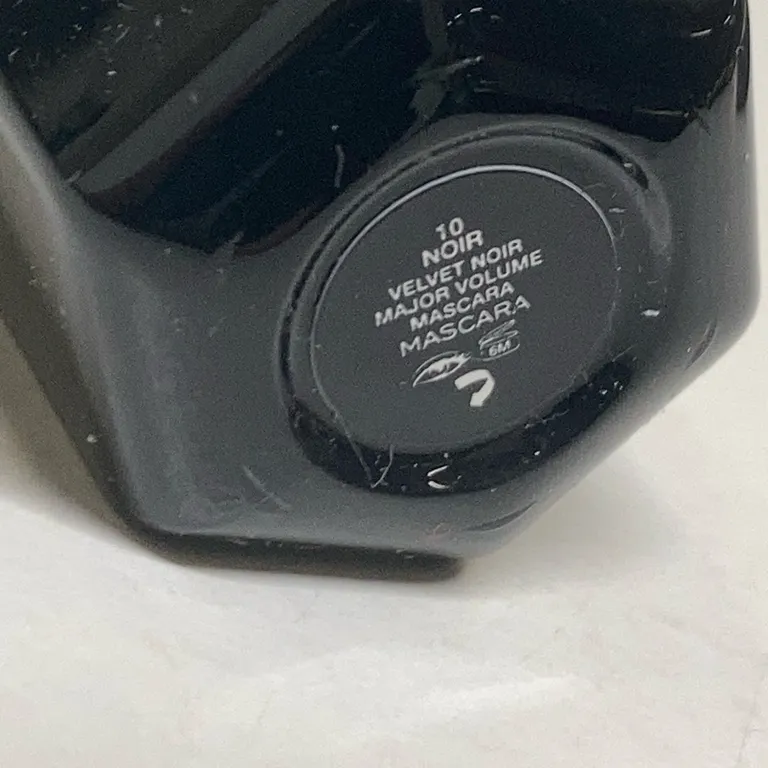 10
NOIR
VELVET NOIR
MAJOR VOLUME
MASCARA
MASCARA
6M